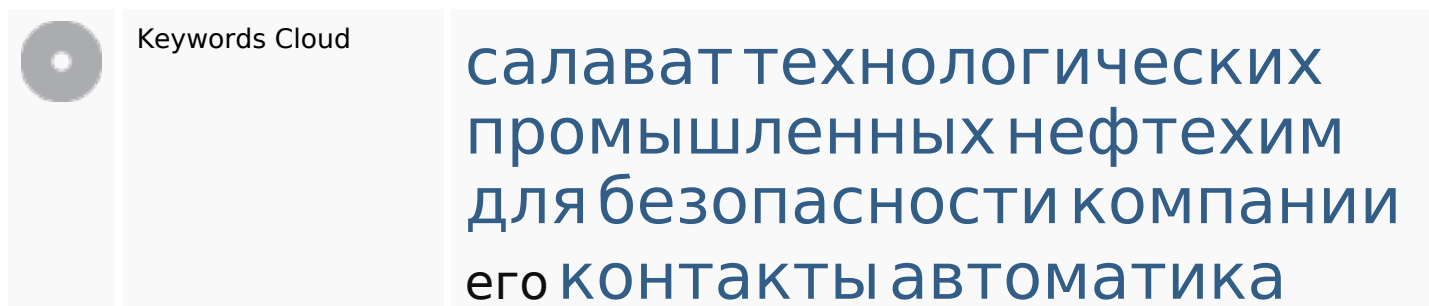 Keywords Cloud
салават технологических
промышленных нефтехим
для безопасности компании
его контакты автоматика